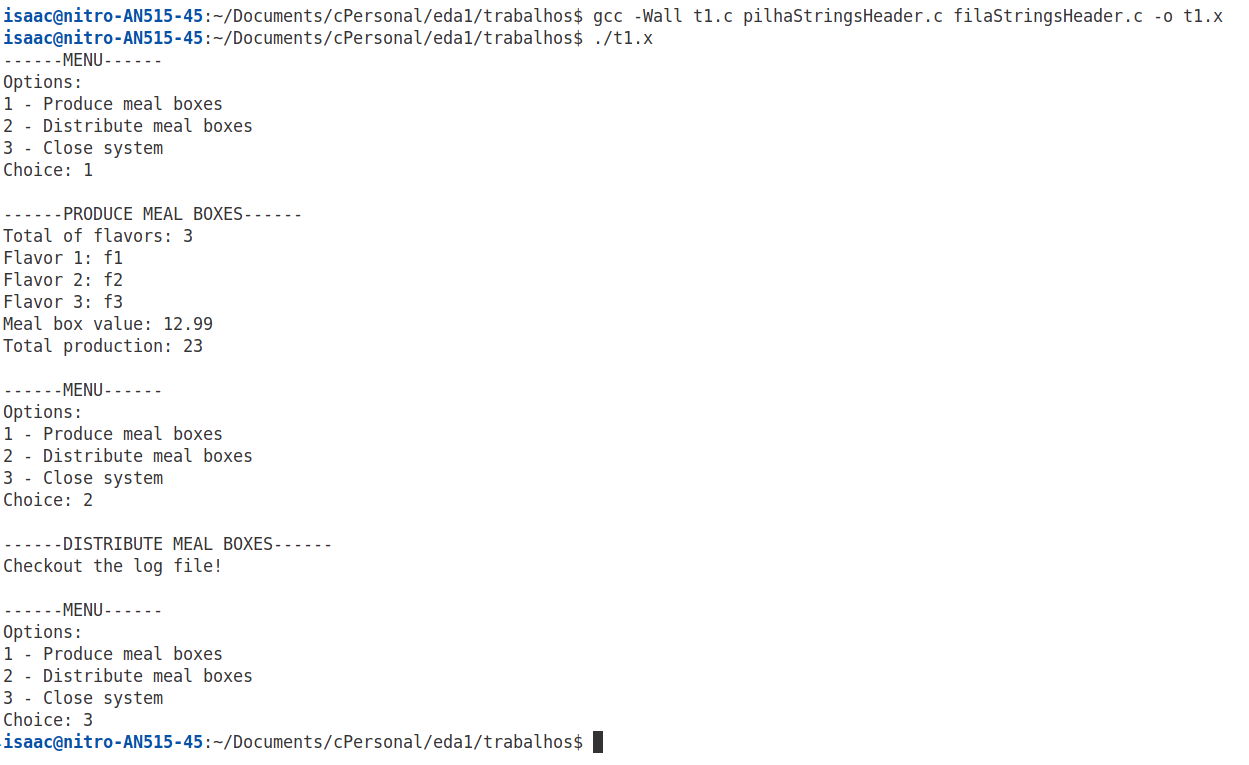 isaac@nitro-AN515-45:~/Documents/cPersonal/eda1/trabalhos$ gcc -Wall t1.c pilhaStringsHeader.c filaStringsHeader.c -o t1.x
isaac@nitro-AN515-45:~/Documents/cPersonal/eda1/trabalhos$ ./t1.x
------MENU------
Options:
1 - Produce meal boxes
2 - Distribute meal boxes
3 - Close system
Choice: 1

------PRODUCE MEAL BOXES------
Total of flavors: 3
Flavor 1: f1
Flavor 2: f2
Flavor 3: f3
Meal box value: 12.99
Total production: 23

------MENU------
Options:
1 - Produce meal boxes
2 - Distribute meal boxes
3 - Close system
Choice: 2

------DISTRIBUTE MEAL BOXES------
Checkout the log file!

------MENU------
Options:
1 - Produce meal boxes
2 - Distribute meal boxes
3 - Close system
Choice: 3
isaac@nitro-AN515-45:~/Documents/cPersonal/eda1/trabalhos$